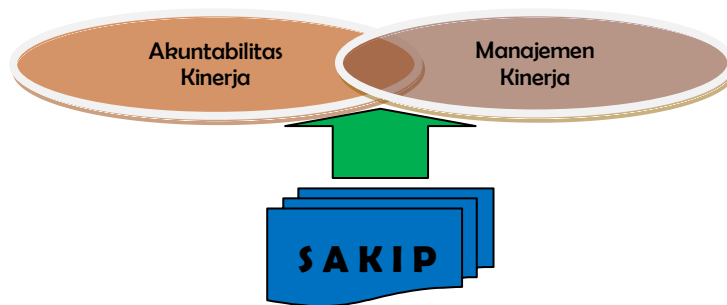 Akuntabilitas
Kinerja
Manajemen
Kinerja
S A K I P